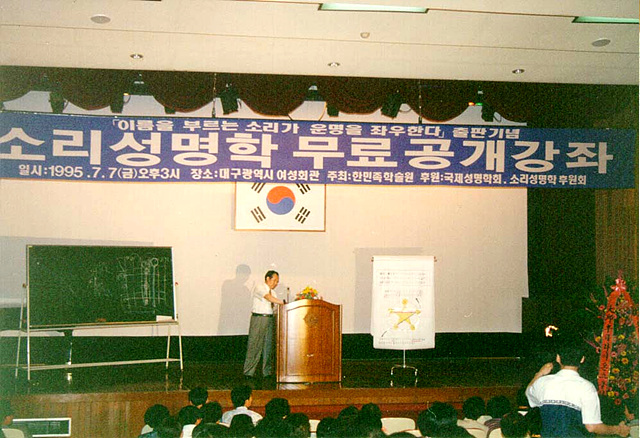 「이름을 부르는 소리가 운명을 좌우한다」 출판기념
소리성명학 무료공개강좌
일시:1995.7.7(금)오후3시 장소:대구광역시 여성회관 주최:한민족학술원 후원:국제성명학회. 소리성명학후원회